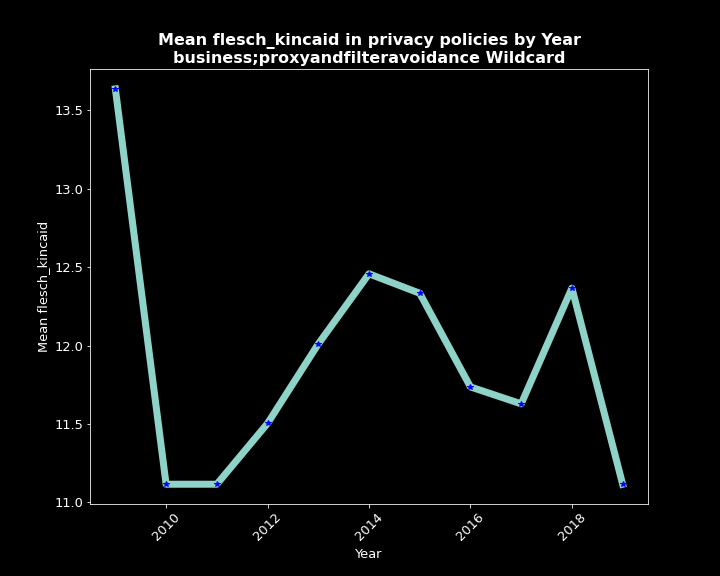 Mean flesch_kincaid in privacy policies by Year
business;proxyandfilteravoidance Wildcard
13.5
13.0
12.5
12.0
11.5
11.0
Mean flesch_kincaid
2010
2012
2014
2016
2018
Year